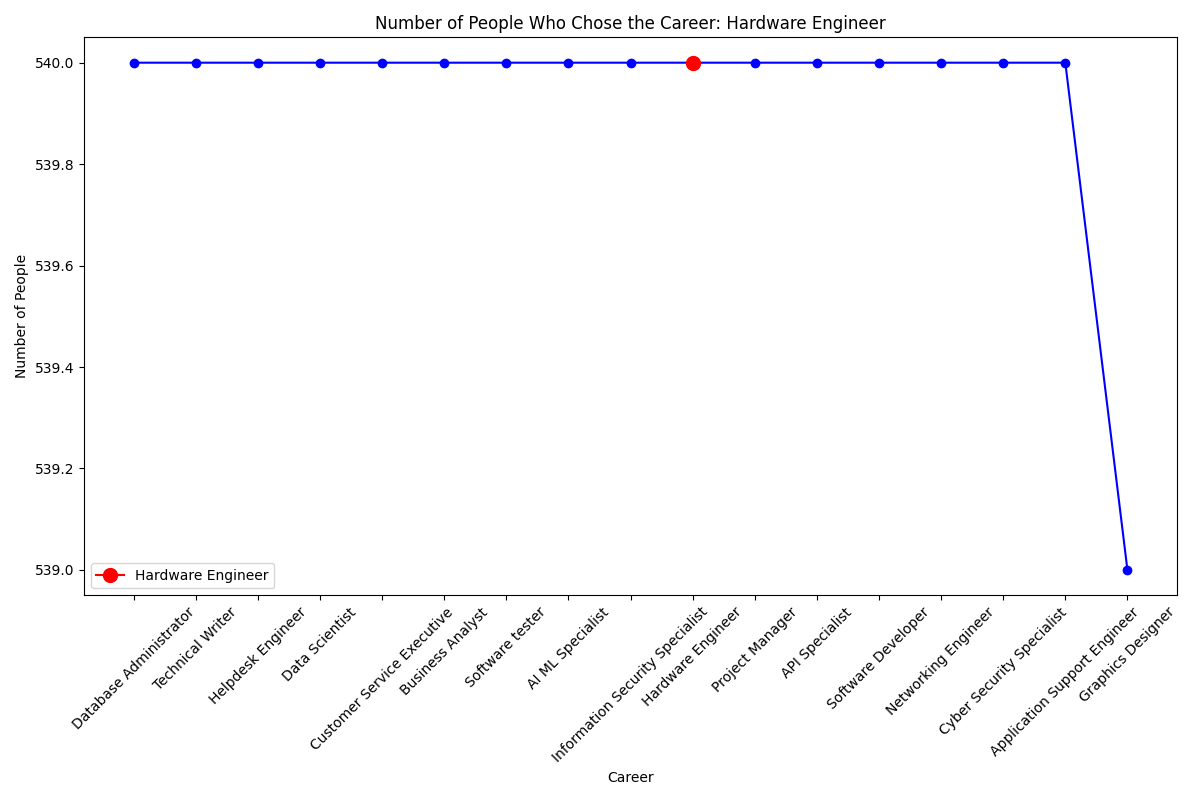 Number of People Who Chose the Career: Hardware Engineer
540.0
539.8
539.6
539.4
539.2
539.0
Number of People
Hardware Engineer
Database Administrator
Technical Writer
Helpdesk Engineer
Data Scientist
Customer Service Executive
Business Analyst
Software tester
AI ML Specialist
Information Security Specialist
Hardware Engineer
Project Manager
API Specialist
Software Developer
Networking Engineer
Cyber Security Specialist
Application Support Engineer
Graphics Designer
Career